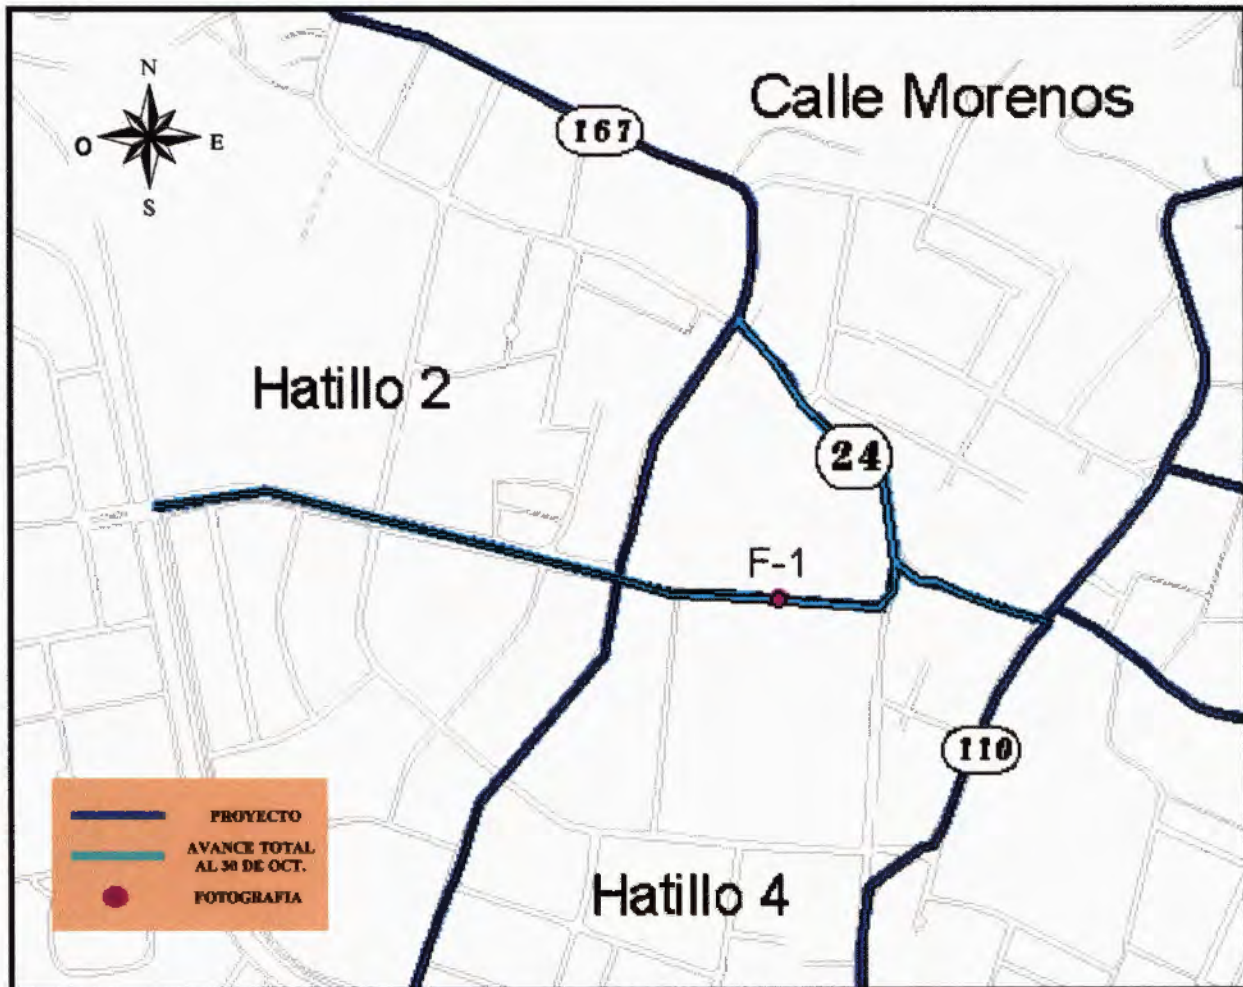 N
O
E
S
167
Calle Morenos
Hatillo 2
24
F-1
110
Hatillo 4
PROYECTO
AVANCE TOTAL
AL 30 DE OCT.
FOTOGRAFIA